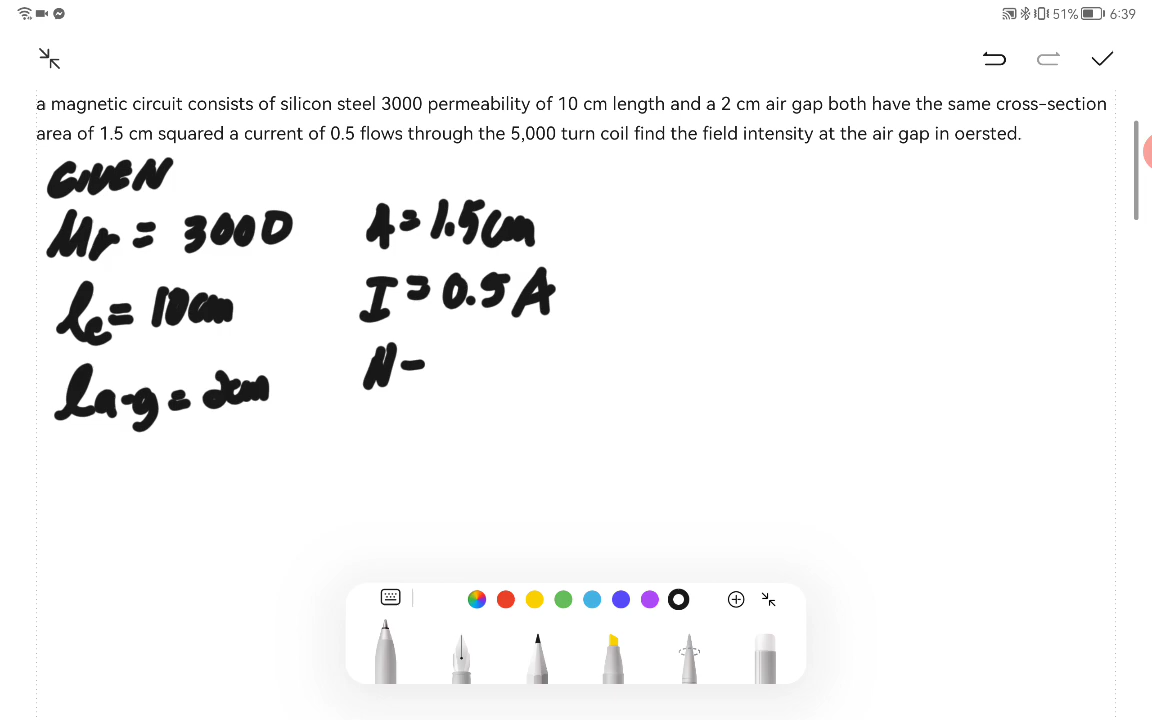 51% 6:39
a magnetic circuit consists of silicon steel 3000 permeability of 10 cm length and a 2 cm air gap both have the same cross-section
area of 1.5 cm squared a current of 0.5 flows through the 5,000 turn coil find the field intensity at the air gap in oersted.
GIVEN
Mr = 3000
lc = 10cm
la-g = 2cm
A = 1.5cm
I = 0.5 A
N -